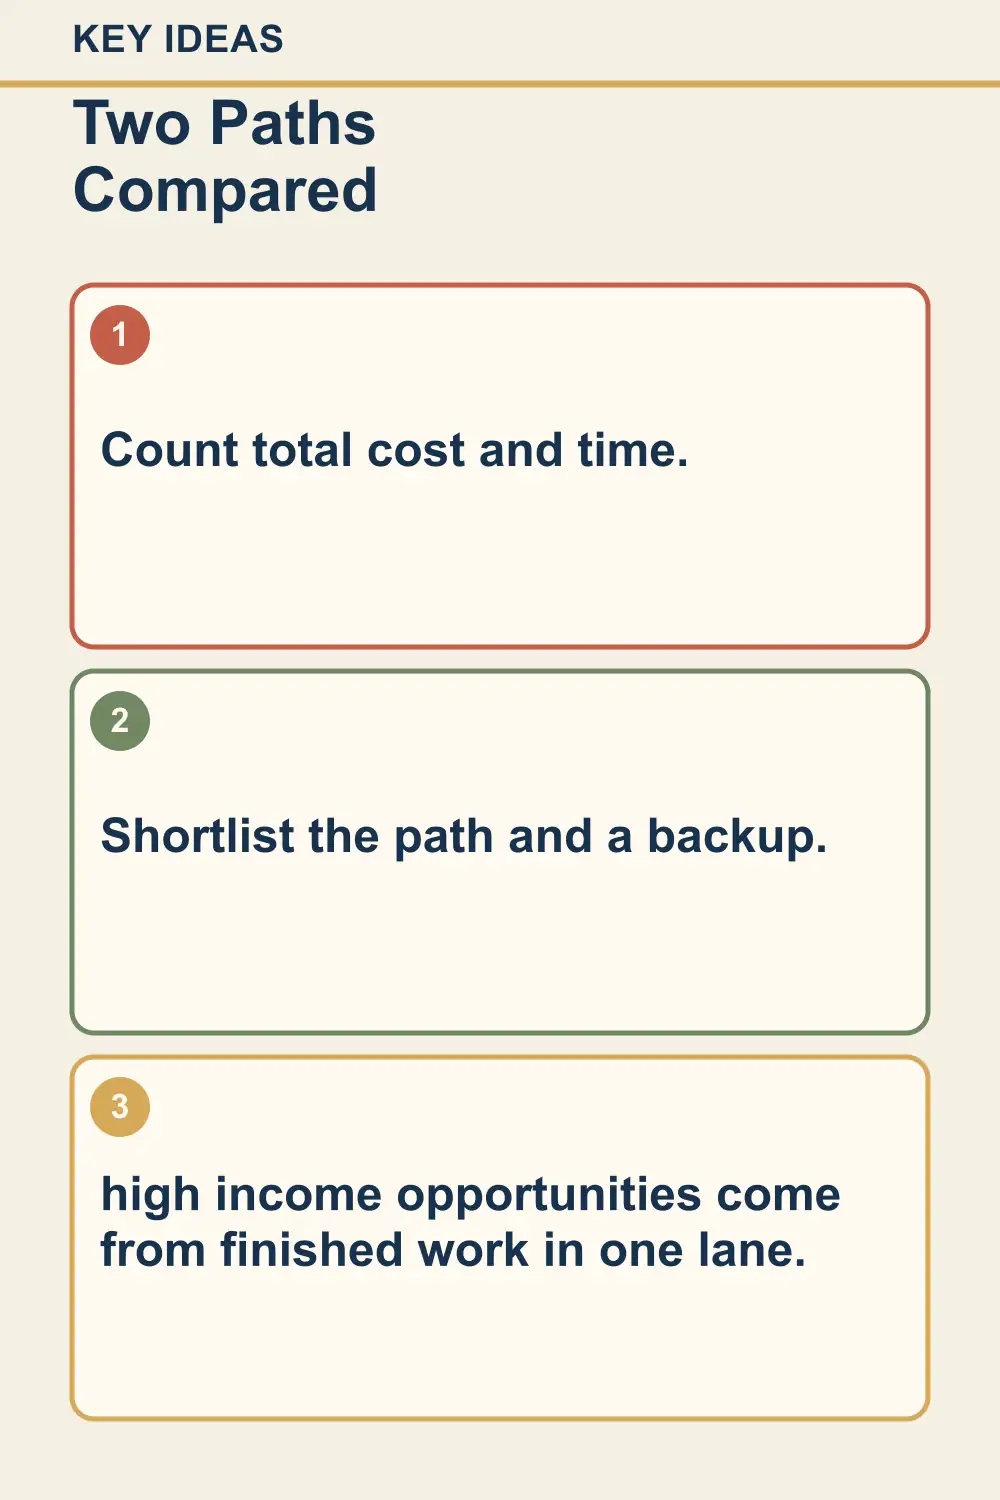 KEY IDEAS
Two Paths
Compared
1
Count total cost and time.
2
Shortlist the path and a backup.
3
high income opportunities come
from finished work in one lane.